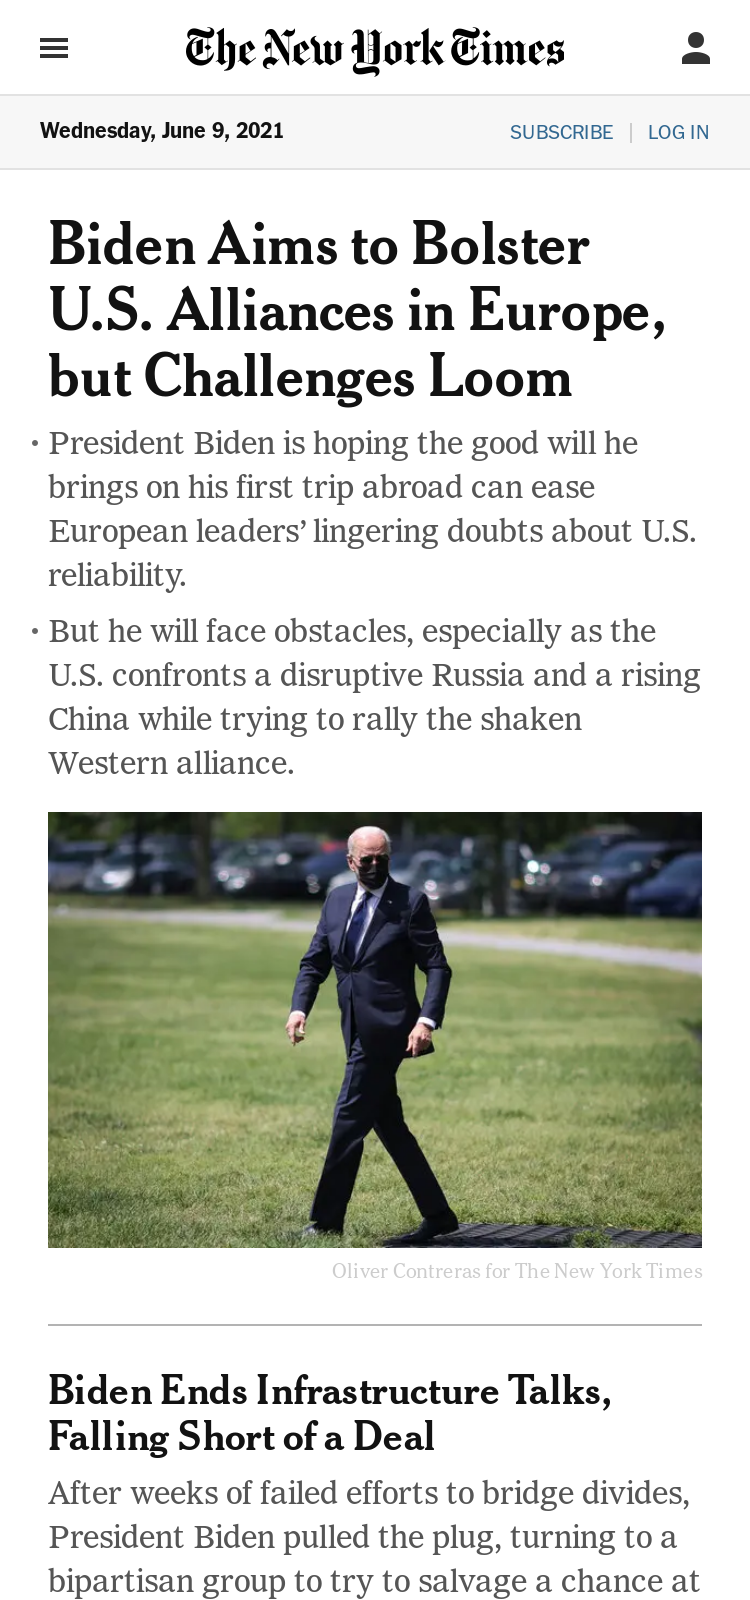 The New York Times
Wednesday, June 9, 2021
SUBSCRIBE | LOG IN
Biden Aims to Bolster
U.S. Alliances in Europe,
but Challenges Loom
• President Biden is hoping the good will he
brings on his first trip abroad can ease
European leaders’ lingering doubts about U.S.
reliability.
• But he will face obstacles, especially as the
U.S. confronts a disruptive Russia and a rising
China while trying to rally the shaken
Western alliance.
Oliver Contreras for The New York Times
Biden Ends Infrastructure Talks,
Falling Short of a Deal
After weeks of failed efforts to bridge divides,
President Biden pulled the plug, turning to a
bipartisan group to try to salvage a chance at